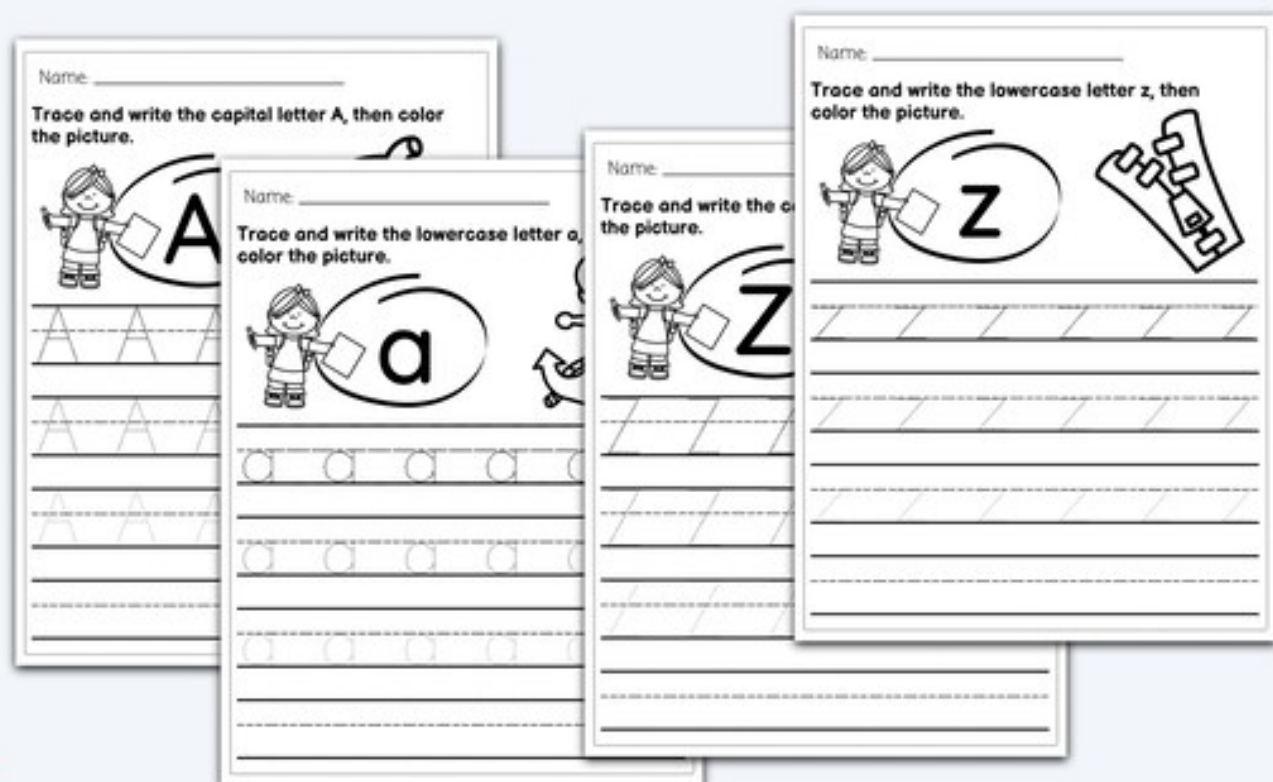 Name:
Trace and write the capital letter A, then color
the picture.
A
A A A
A A A
A A A
Name:
Trace and write the lowercase letter a,
color the picture.
a
a a a a
a a a a
a a a a
Name:
Trace and write the c
the picture.
Z
Z Z Z
Z Z Z
Z Z
Name:
Trace and write the lowercase letter z, then
color the picture.
z
z z z z z z
z z z z z z
z z z z z z